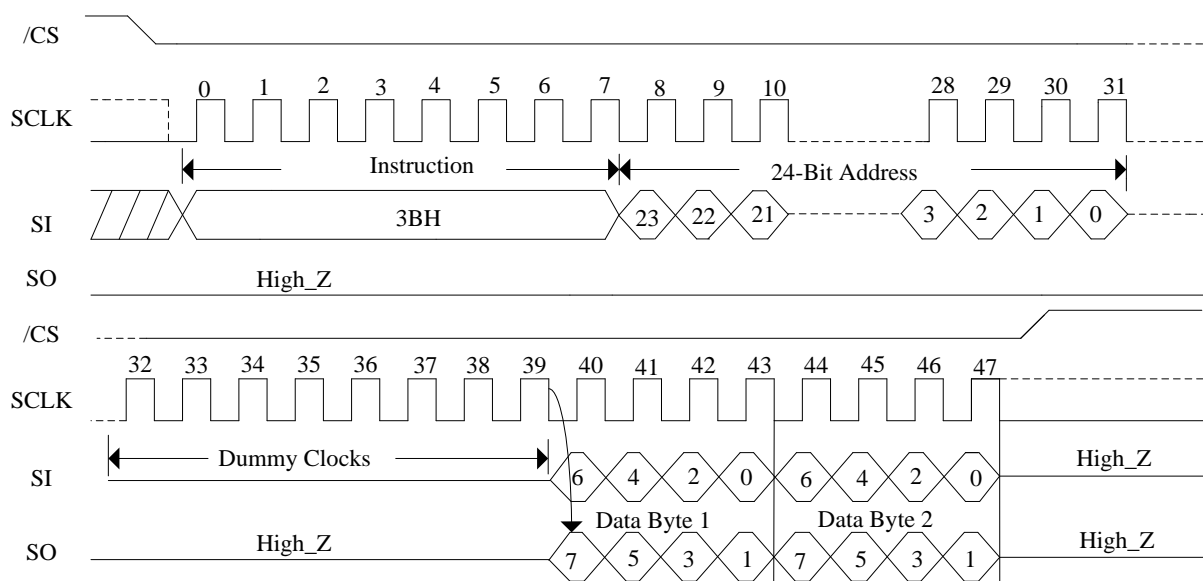 /CS
0 1 2 3 4 5 6 7 8 9 10 28 29 30 31
SCLK
Instruction 24-Bit Address
SI 3BH 23 22 21 3 2 1 0
SO High_Z
/CS
32 33 34 35 36 37 38 39 40 41 42 43 44 45 46 47
SCLK
Dummy Clocks
SI 6 4 2 0 6 4 2 0 High_Z
Data Byte 1 Data Byte 2
SO High_Z 7 5 3 1 7 5 3 1 High_Z